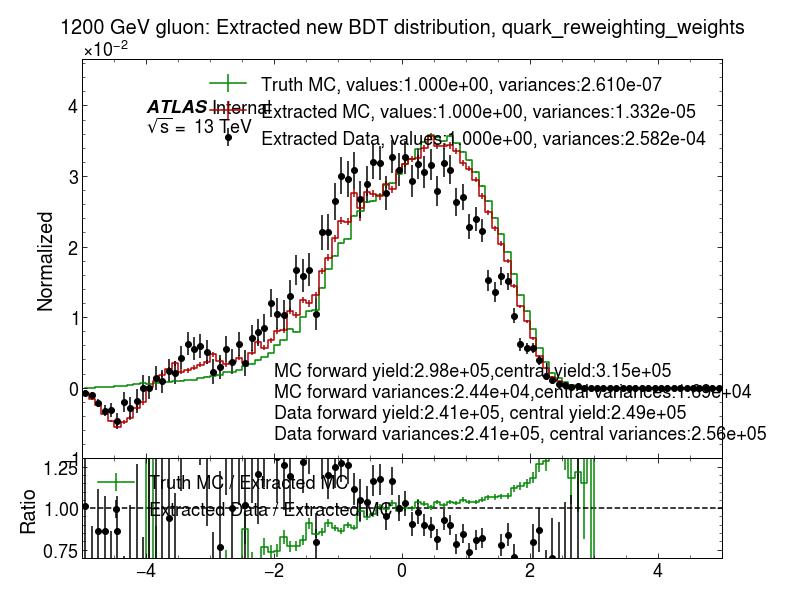 1200 GeV gluon: Extracted new BDT distribution, quark_reweighting_weights
×10⁻²
Truth MC, values:1.000e+00, variances:2.610e-07
ATLAS Internal
Extracted MC, values:1.000e+00, variances:1.332e-05
√s = 13 TeV
Extracted Data, values:1.000e+00, variances:2.582e-04
4
3
2
1
0
1
Normalized
MC forward yield:2.98e+05,central yield:3.15e+05
MC forward variances:2.44e+04,central variances:1.69e+04
Data forward yield:2.41e+05, central yield:2.49e+05
Data forward variances:2.41e+05, central variances:2.56e+05
Truth MC / Extracted MC
Extracted Data / Extracted MC
1.25
1.00
0.75
Ratio
−4 −2 0 2 4